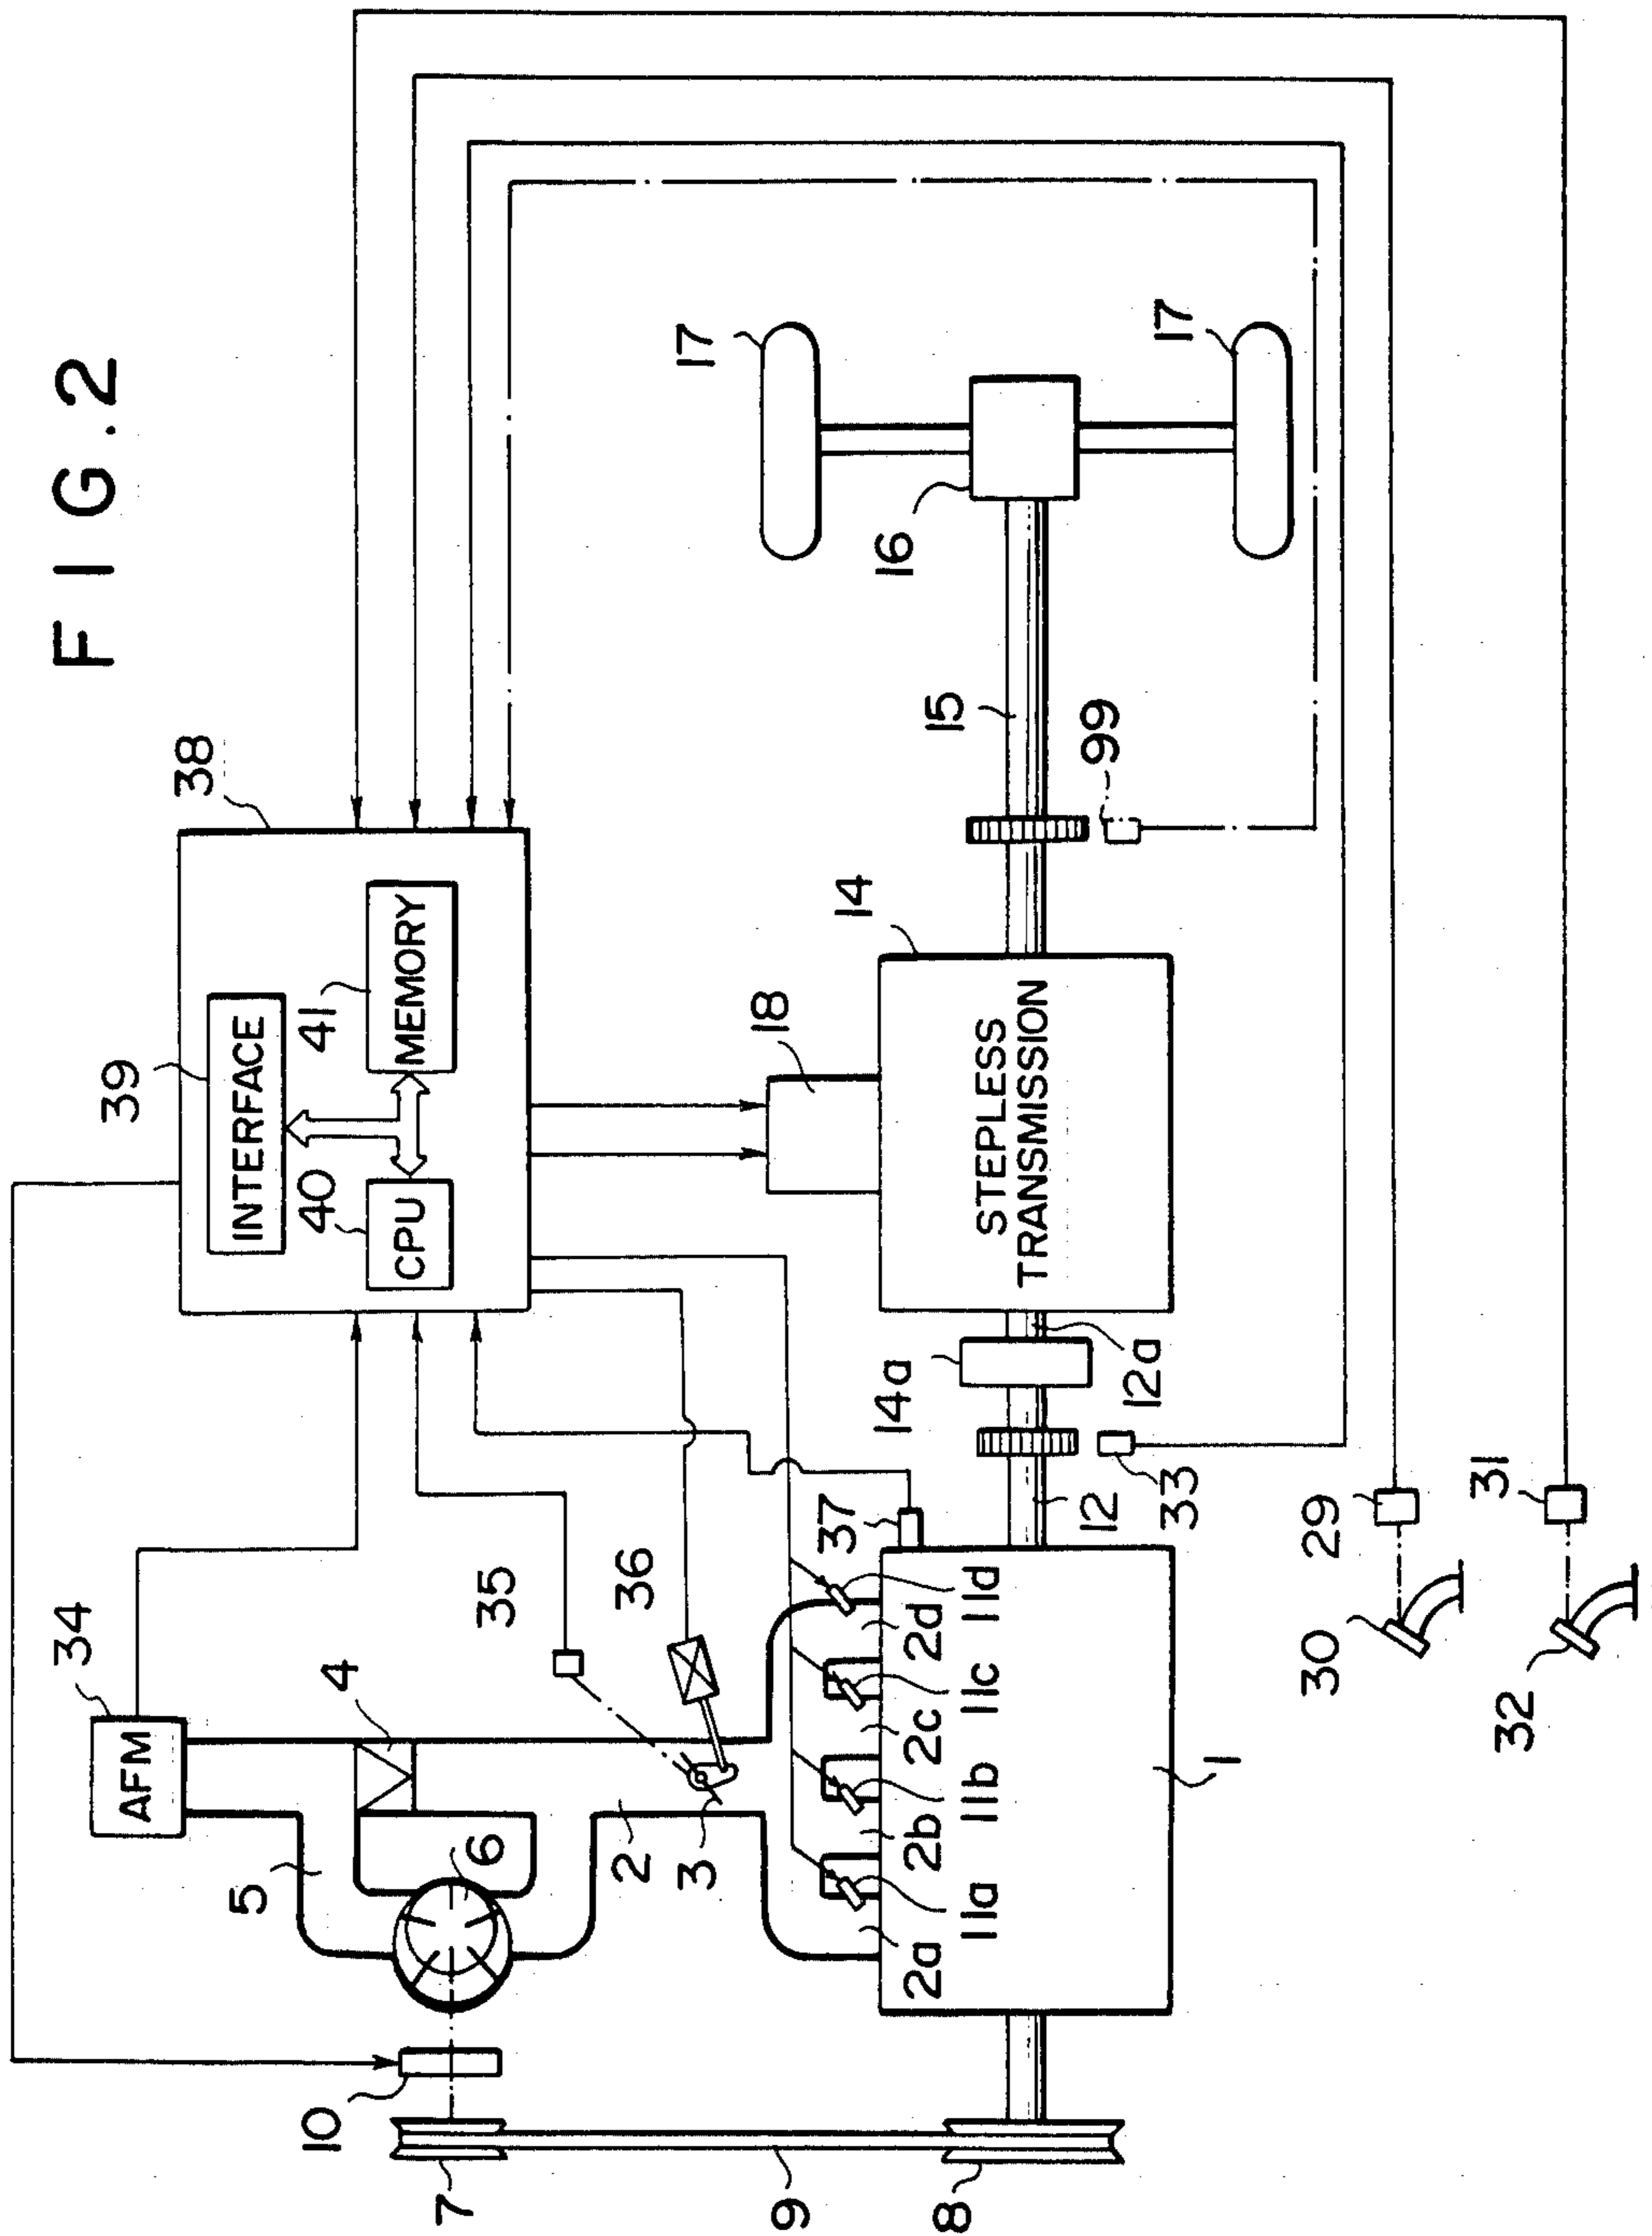 FIG.2
38
39
INTERFACE
41
MEMORY
40
CPU
34
AFM
4
5
6
35
36
2
3
10
7
9
8
18
14
STEPLESS
TRANSMISSION
14a
12a
12
33
37
2a
2b
2c
2d
11a
11b
11c
11d
1
15
99
16
17
17
29
30
31
32